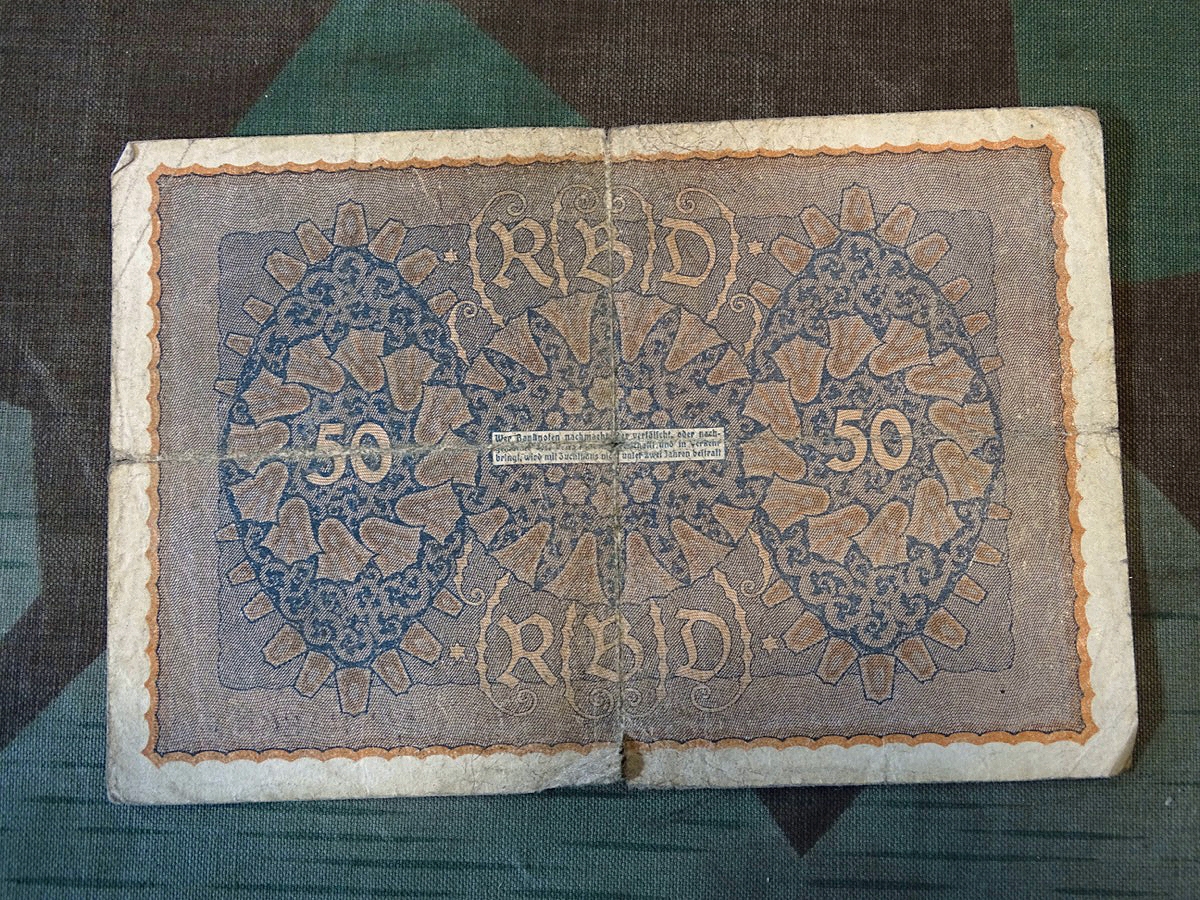 RBD
50
50
Wer Banknoten nachmacht verfälscht, oder nach-
und in Verkehr
bringt, wird mit Zuchthaus nicht unter zwei Jahren bestraft
RBD